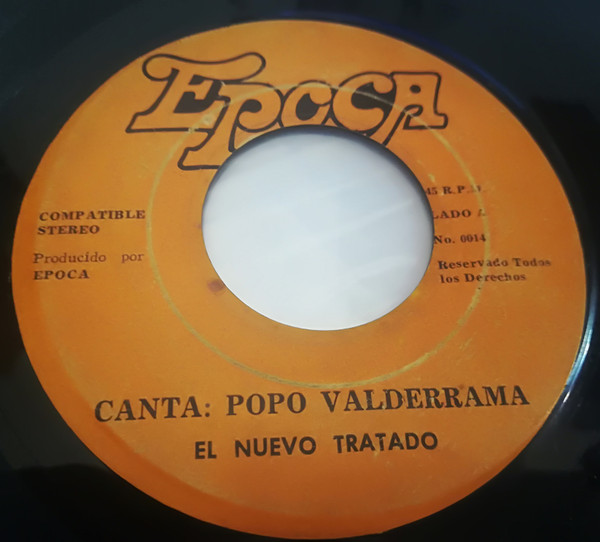 EPOCA
COMPATIBLE
STEREO
Producido por
EPOCA
45 R.P.M.
LADO A
No. 0014
Reservado Todos
los Derechos
CANTA: POPO VALDERRAMA
EL NUEVO TRATADO